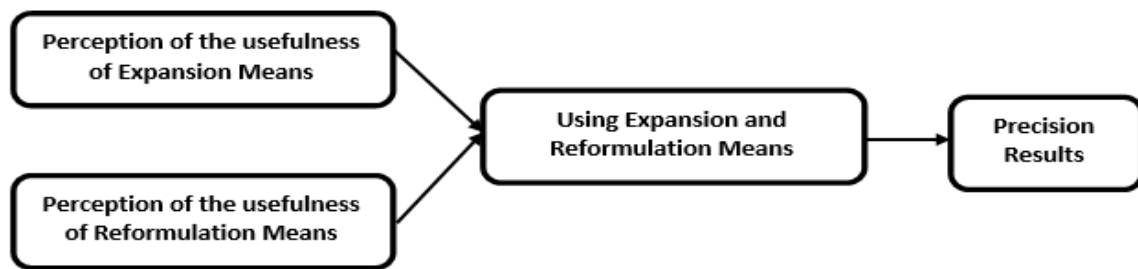 Perception of the usefulness
of Expansion Means
Using Expansion and
Reformulation Means
Precision
Results
Perception of the usefulness
of Reformulation Means